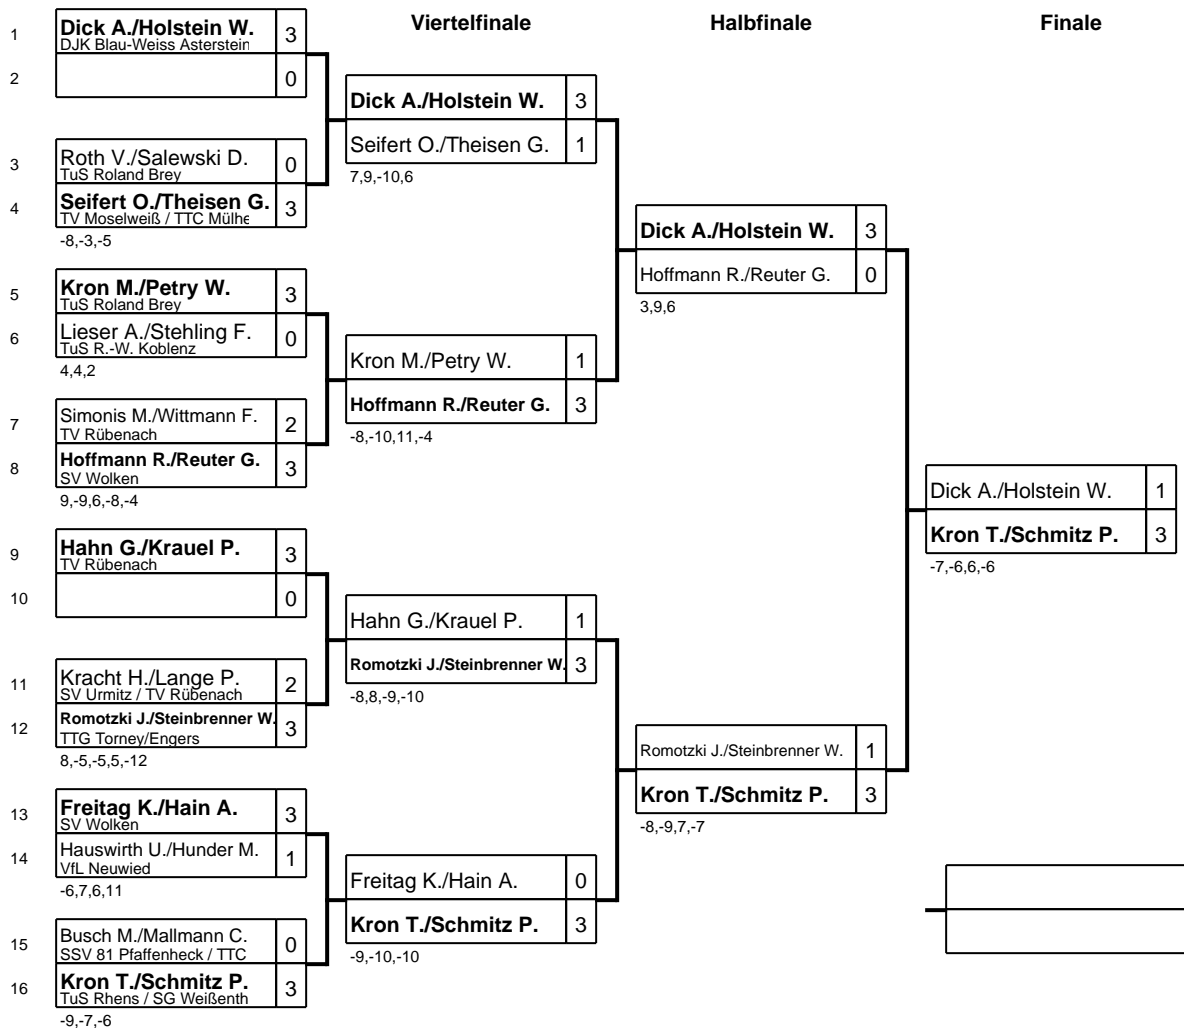 Viertelfinale
Halbfinale
Finale
1
Dick A./Holstein W. 3
DJK Blau-Weiss Asterstein
2
0
Dick A./Holstein W. 3
Seifert O./Theisen G. 1
7,9,-10,6
3
Roth V./Salewski D. 0
TuS Roland Brey
4
Seifert O./Theisen G. 3
TV Moselweiß / TTC Mülhe
-8,-3,-5
Dick A./Holstein W. 3
Hoffmann R./Reuter G. 0
3,9,6
5
Kron M./Petry W. 3
TuS Roland Brey
6
Lieser A./Stehling F. 0
TuS R.-W. Koblenz
4,4,2
Kron M./Petry W. 1
Hoffmann R./Reuter G. 3
-8,-10,11,-4
7
Simonis M./Wittmann F. 2
TV Rübenach
8
Hoffmann R./Reuter G. 3
SV Wolken
9,-9,6,-8,-4
Dick A./Holstein W. 1
Kron T./Schmitz P. 3
-7,-6,6,-6
9
Hahn G./Krauel P. 3
TV Rübenach
10
0
Hahn G./Krauel P. 1
Romotzki J./Steinbrenner W. 3
-8,8,-9,-10
11
Kracht H./Lange P. 2
SV Urmitz / TV Rübenach
12
Romotzki J./Steinbrenner W. 3
TTG Torney/Engers
8,-5,-5,5,-12
Romotzki J./Steinbrenner W. 1
Kron T./Schmitz P. 3
-8,-9,7,-7
13
Freitag K./Hain A. 3
SV Wolken
14
Hauswirth U./Hunder M. 1
VfL Neuwied
-6,7,6,11
Freitag K./Hain A. 0
Kron T./Schmitz P. 3
-9,-10,-10
15
Busch M./Mallmann C. 0
SSV 81 Pfaffenheck / TTC
16
Kron T./Schmitz P. 3
TuS Rhens / SG Weißenth
-9,-7,-6